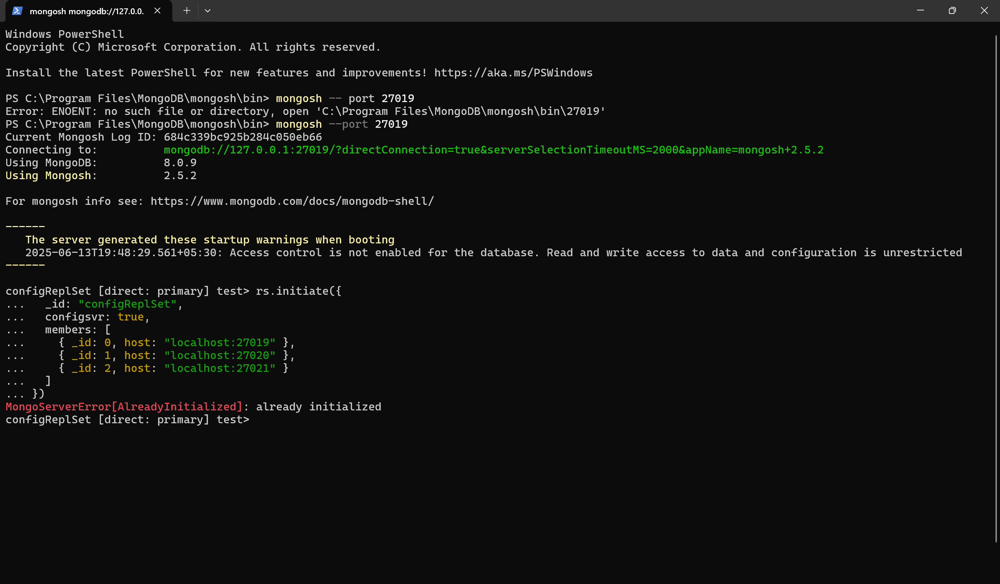 mongosh mongodb://127.0.0.
Windows PowerShell
Copyright (C) Microsoft Corporation. All rights reserved.
Install the latest PowerShell for new features and improvements! https://aka.ms/PSWindows
PS C:\Program Files\MongoDB\mongosh\bin> mongosh -- port 27019
Error: ENOENT: no such file or directory, open 'C:\Program Files\MongoDB\mongosh\bin\27019'
PS C:\Program Files\MongoDB\mongosh\bin> mongosh --port 27019
Current Mongosh Log ID: 684c339bc925b284c050eb66
Connecting to:          mongodb://127.0.0.1:27019/?directConnection=true&serverSelectionTimeoutMS=2000&appName=mongosh+2.5.2
Using MongoDB:          8.0.9
Using Mongosh:          2.5.2
For mongosh info see: https://www.mongodb.com/docs/mongodb-shell/
------
   The server generated these startup warnings when booting
   2025-06-13T19:48:29.561+05:30: Access control is not enabled for the database. Read and write access to data and configuration is unrestricted
------
configReplSet [direct: primary] test> rs.initiate({
...   _id: "configReplSet",
...   configsvr: true,
...   members: [
...     { _id: 0, host: "localhost:27019" },
...     { _id: 1, host: "localhost:27020" },
...     { _id: 2, host: "localhost:27021" }
...   ]
... })
MongoServerError[AlreadyInitialized]: already initialized
configReplSet [direct: primary] test>